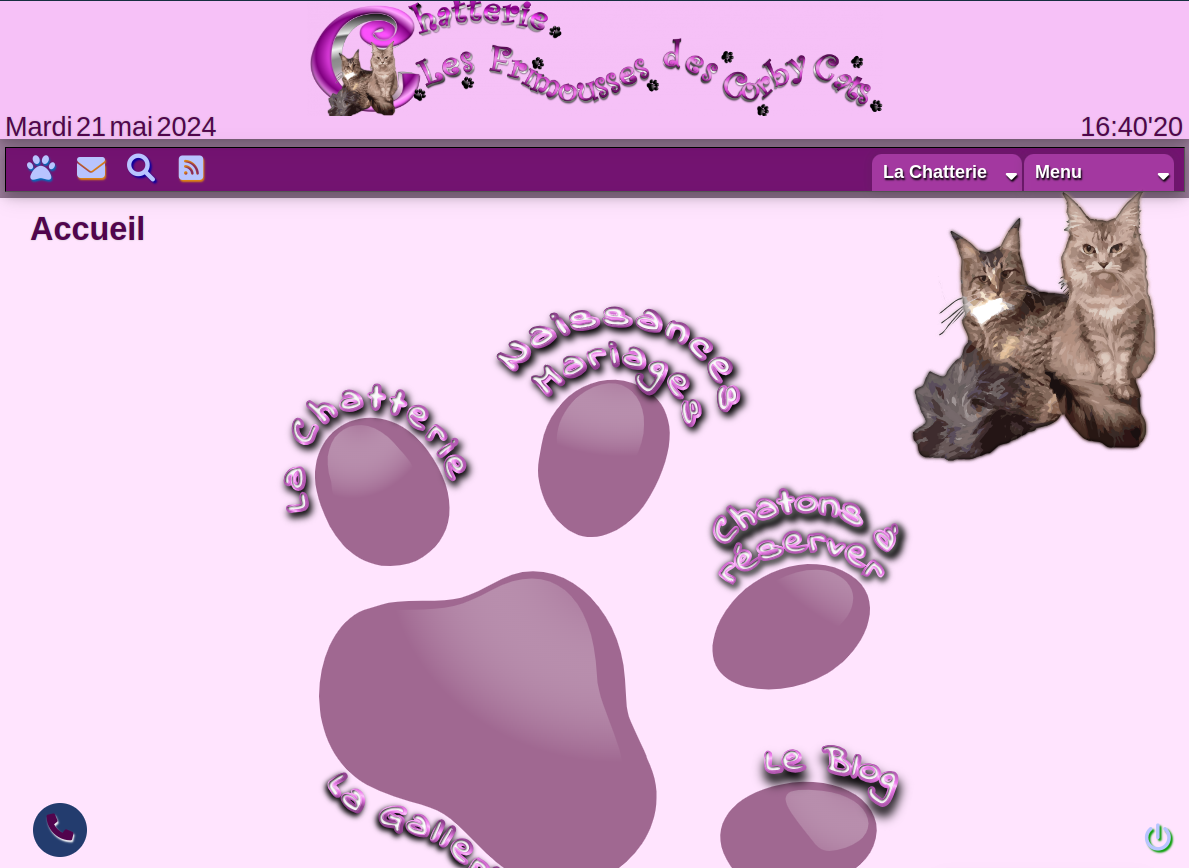 Chatterie
Les Frimousses des Corby Cats
Mardi 21 mai 2024
16:40'20
La Chatterie
Menu
Accueil
Naissances
Mariages
La Chatterie
Chatons à
réserver
Le Blog
La